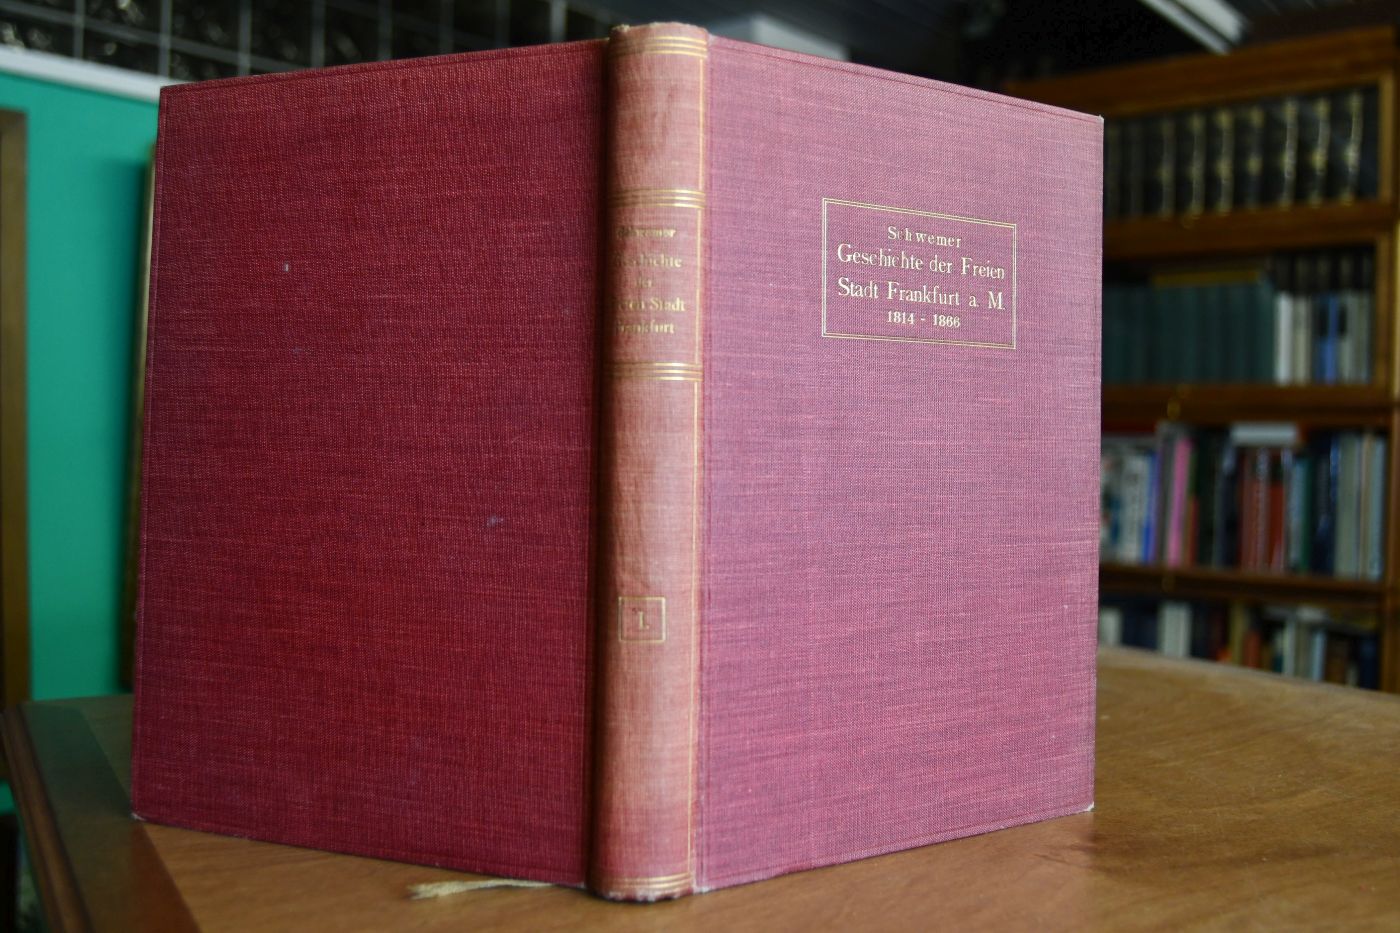 Schwemer
Geschichte der Freien
Stadt Frankfurt a. M.
1814 - 1866
Schwemer
Geschichte
der
Freien Stadt
Frankfurt
I.